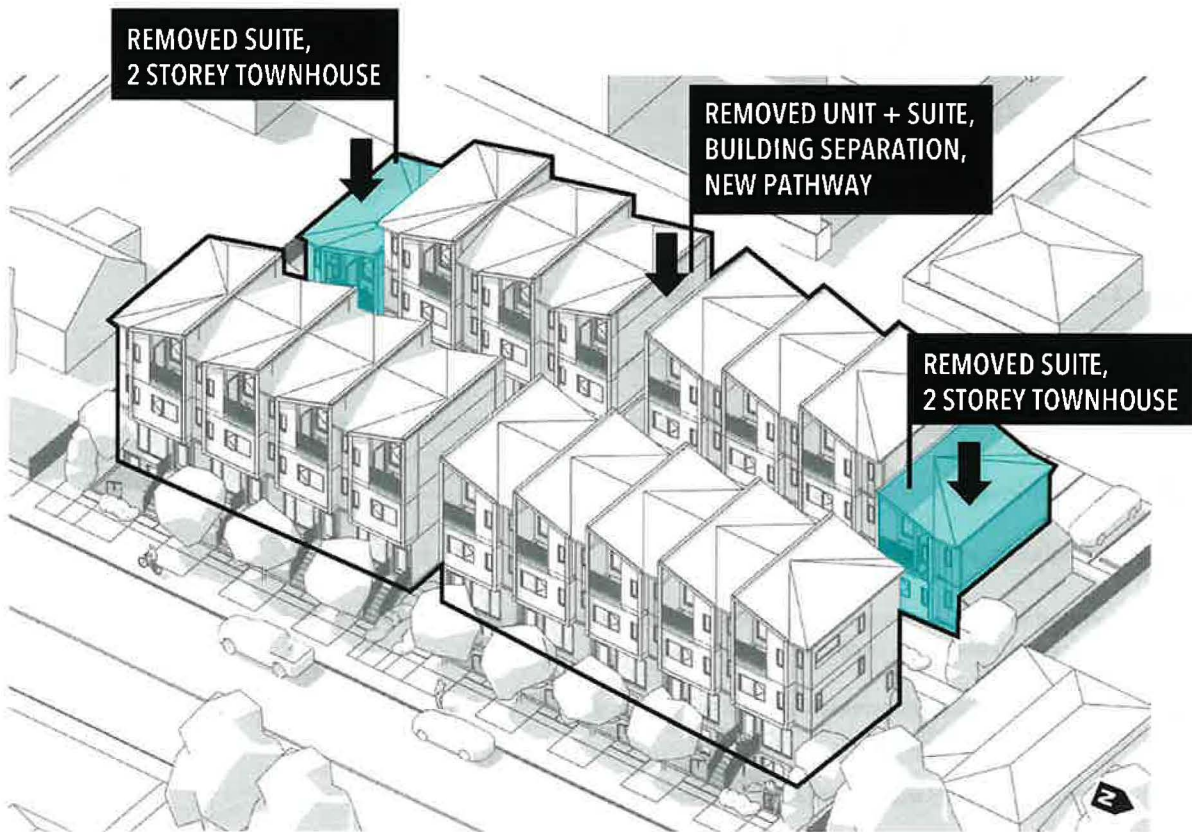 REMOVED SUITE,
2 STOREY TOWNHOUSE
REMOVED UNIT + SUITE,
BUILDING SEPARATION,
NEW PATHWAY
REMOVED SUITE,
2 STOREY TOWNHOUSE
N